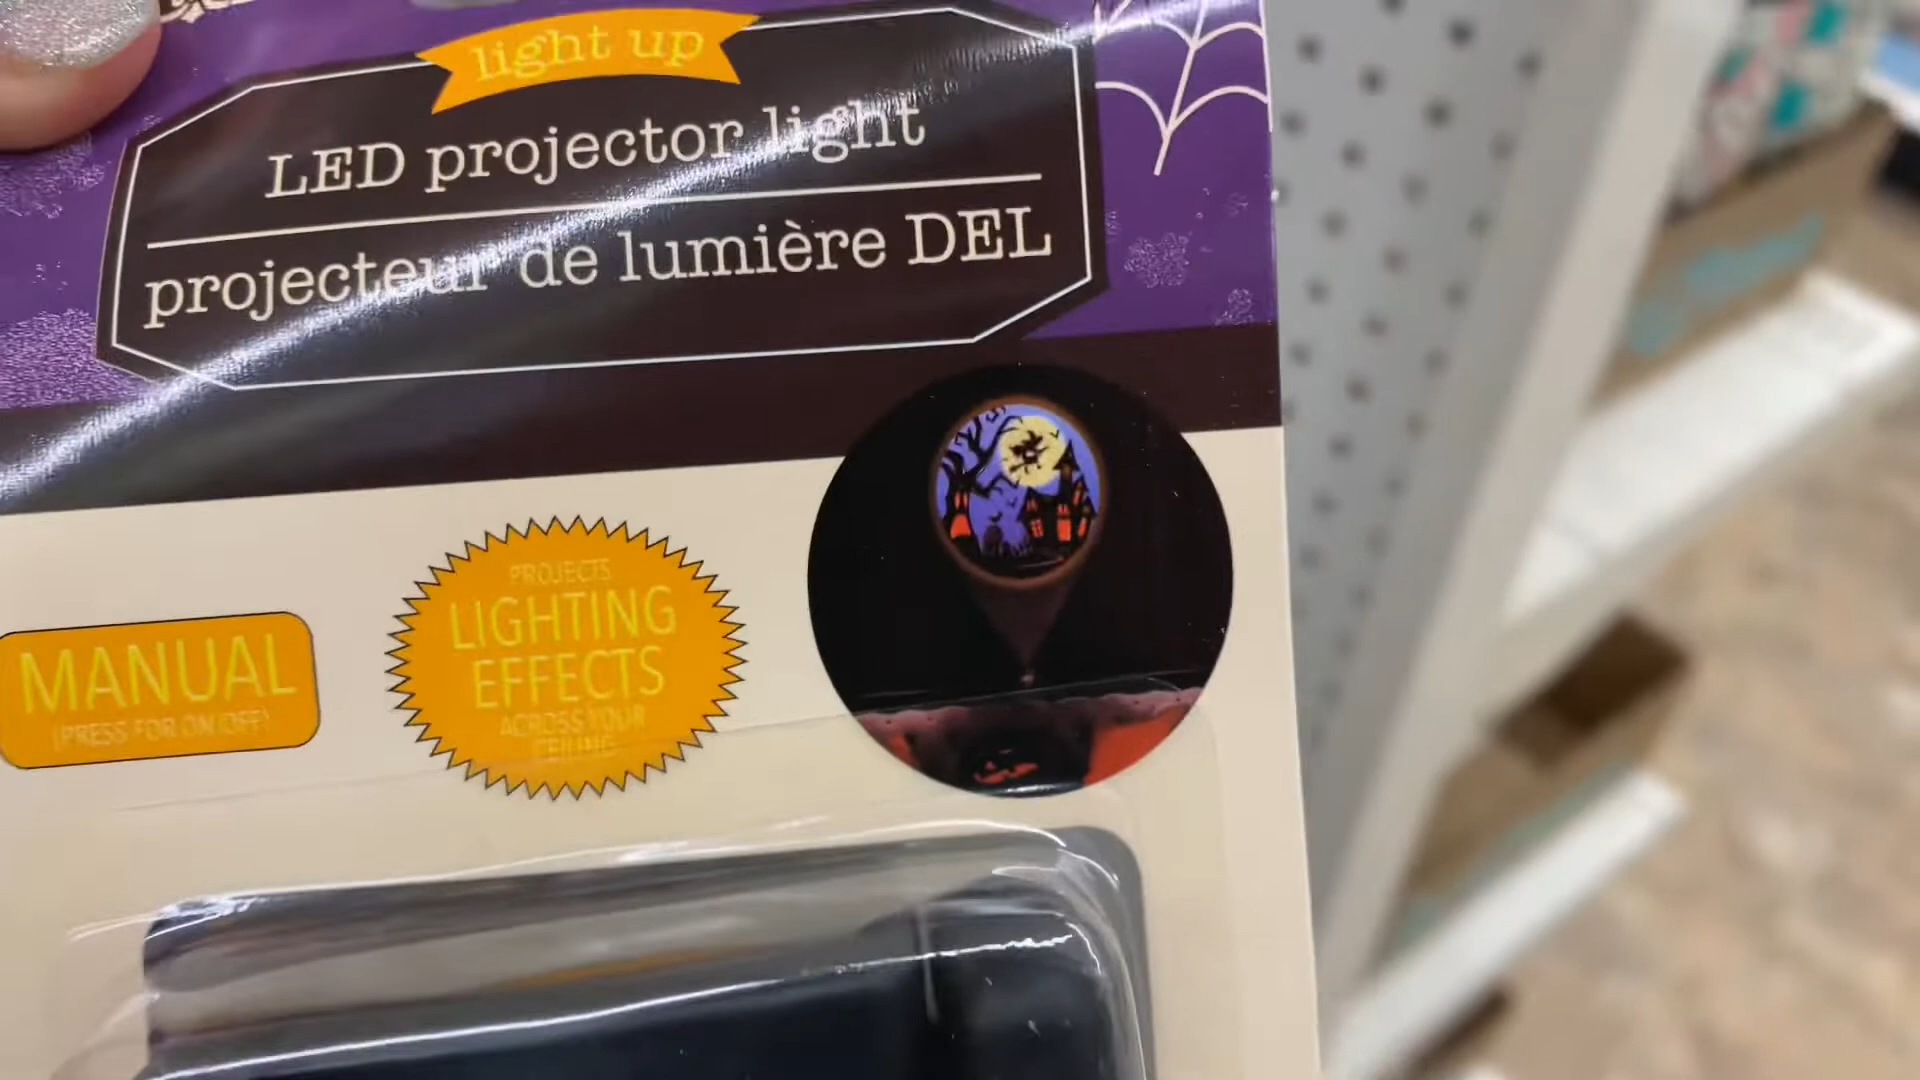 light up
LED projector light
projecteur de lumière DEL
MANUAL
(PRESS FOR ON/OFF)
PROJECTS
LIGHTING
EFFECTS
ACROSS YOUR
CEILING